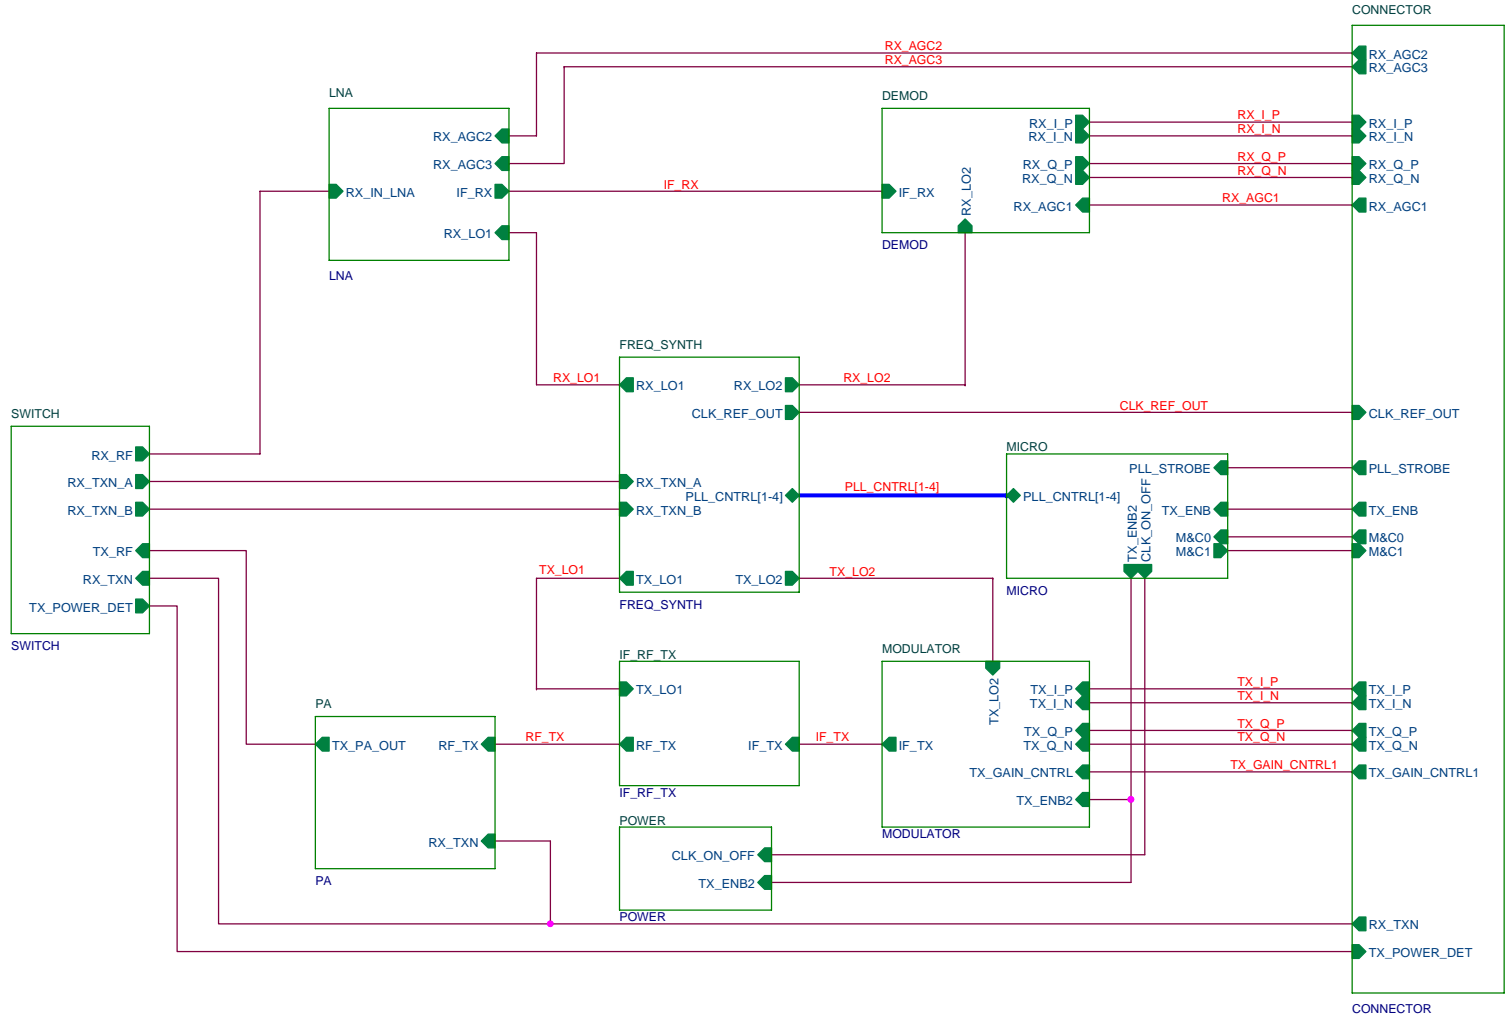 CONNECTOR
RX_AGC2
RX_AGC3
RX_AGC2
RX_AGC3
LNA
RX_AGC2
RX_AGC3
RX_IN_LNA
IF_RX
RX_LO1
LNA
IF_RX
DEMOD
RX_I_P
RX_I_N
RX_Q_P
RX_Q_N
IF_RX
RX_LO2
RX_AGC1
DEMOD
RX_I_P
RX_I_N
RX_Q_P
RX_Q_N
RX_AGC1
RX_I_P
RX_I_N
RX_Q_P
RX_Q_N
RX_AGC1
FREQ_SYNTH
RX_LO1
RX_LO1
RX_LO2
RX_LO2
CLK_REF_OUT
CLK_REF_OUT
CLK_REF_OUT
SWITCH
RX_RF
RX_TXN_A
RX_TXN_B
TX_RF
RX_TXN
TX_POWER_DET
SWITCH
RX_TXN_A
PLL_CNTRL[1-4]
RX_TXN_B
PLL_CNTRL[1-4]
TX_LO1
TX_LO1
TX_LO2
TX_LO2
FREQ_SYNTH
MICRO
PLL_STROBE
PLL_CNTRL[1-4]
TX_ENB2
CLK_ON_OFF
TX_ENB
M&C0
M&C1
MICRO
PLL_STROBE
TX_ENB
M&C0
M&C1
IF_RF_TX
TX_LO1
RF_TX
IF_TX
IF_RF_TX
IF_TX
MODULATOR
TX_LO2
TX_I_P
TX_I_N
TX_Q_P
TX_Q_N
IF_TX
TX_GAIN_CNTRL
TX_ENB2
MODULATOR
TX_I_P
TX_I_N
TX_Q_P
TX_Q_N
TX_GAIN_CNTRL1
TX_I_P
TX_I_N
TX_Q_P
TX_Q_N
TX_GAIN_CNTRL1
PA
TX_PA_OUT
RF_TX
RF_TX
RX_TXN
PA
POWER
CLK_ON_OFF
TX_ENB2
POWER
RX_TXN
TX_POWER_DET
CONNECTOR